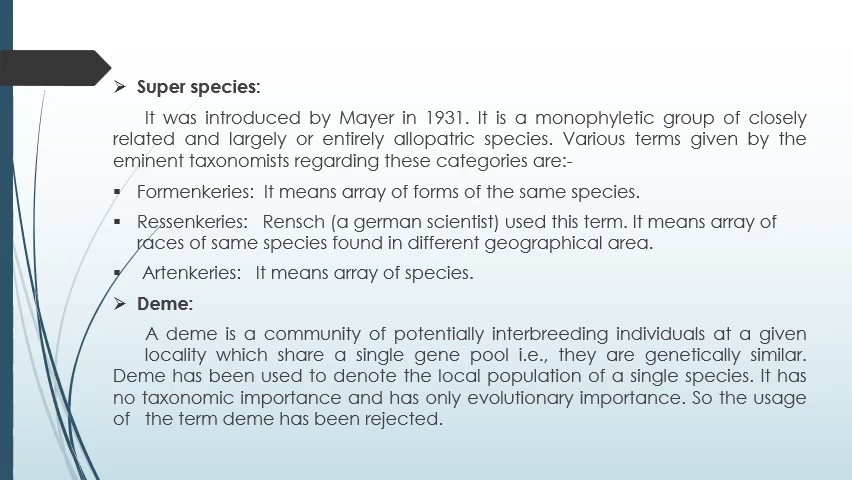 Super species:
It was introduced by Mayer in 1931. It is a monophyletic group of closely
related and largely or entirely allopatric species. Various terms given by the
eminent taxonomists regarding these categories are:-
Formenkeries: It means array of forms of the same species.
Ressenkeries: Rensch (a german scientist) used this term. It means array of
races of same species found in different geographical area.
Artenkeries: It means array of species.
Deme:
A deme is a community of potentially interbreeding individuals at a given
locality which share a single gene pool i.e., they are genetically similar.
Deme has been used to denote the local population of a single species. It has
no taxonomic importance and has only evolutionary importance. So the usage
of the term deme has been rejected.